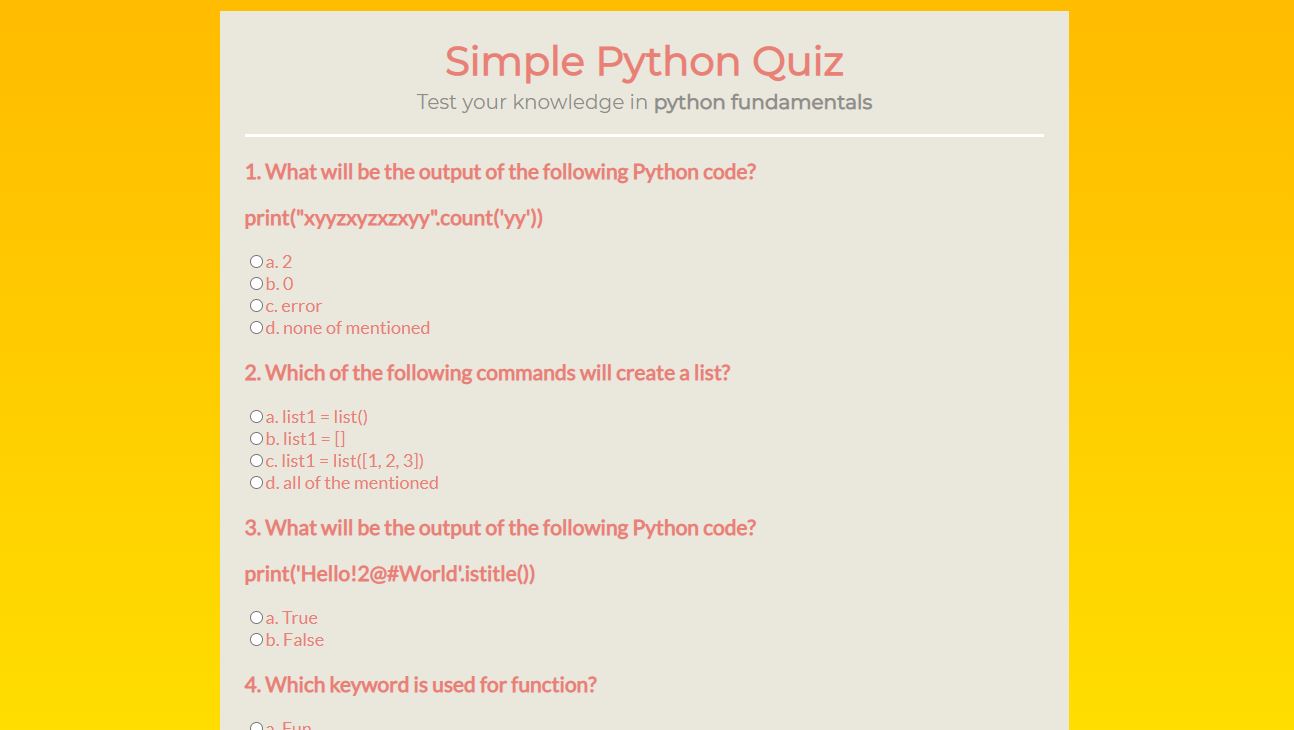 Simple Python Quiz
Test your knowledge in python fundamentals
1. What will be the output of the following Python code?
print("xyyzxyzxzxyy".count('yy'))
a. 2
b. 0
c. error
d. none of mentioned
2. Which of the following commands will create a list?
a. list1 = list()
b. list1 = []
c. list1 = list([1, 2, 3])
d. all of the mentioned
3. What will be the output of the following Python code?
print('Hello!2@#World'.istitle())
a. True
b. False
4. Which keyword is used for function?
a. Fun